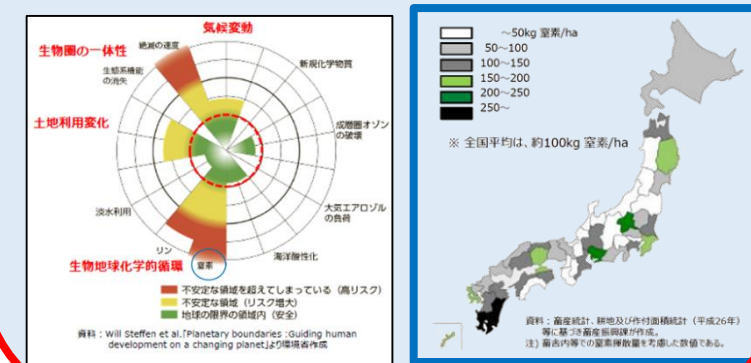 気候変動
生物圏の一体性
絶滅の速度
生態系機能
の消失
新規化学物質
土地利用変化
成層圏オゾン
の破壊
淡水利用
大気エアロゾル
の負荷
リン
海洋酸性化
生物地球化学的循環
窒素
不安定な領域を超えてしまっている（高リスク）
不安定な領域（リスク増大）
地球の限界の領域内（安全）
資料：Will Steffen et al.「Planetary boundaries :Guiding human
development on a changing planet」より環境省作成
～50kg 窒素/ha
50～100
100～150
150～200
200～250
250～
※ 全国平均は、約100kg 窒素/ha
資料：畜産統計、耕地及び作付面積統計（平成26年）
等に基づき畜産振興課が作成。
注）畜舎内等での窒素揮散量を考慮した数値である。